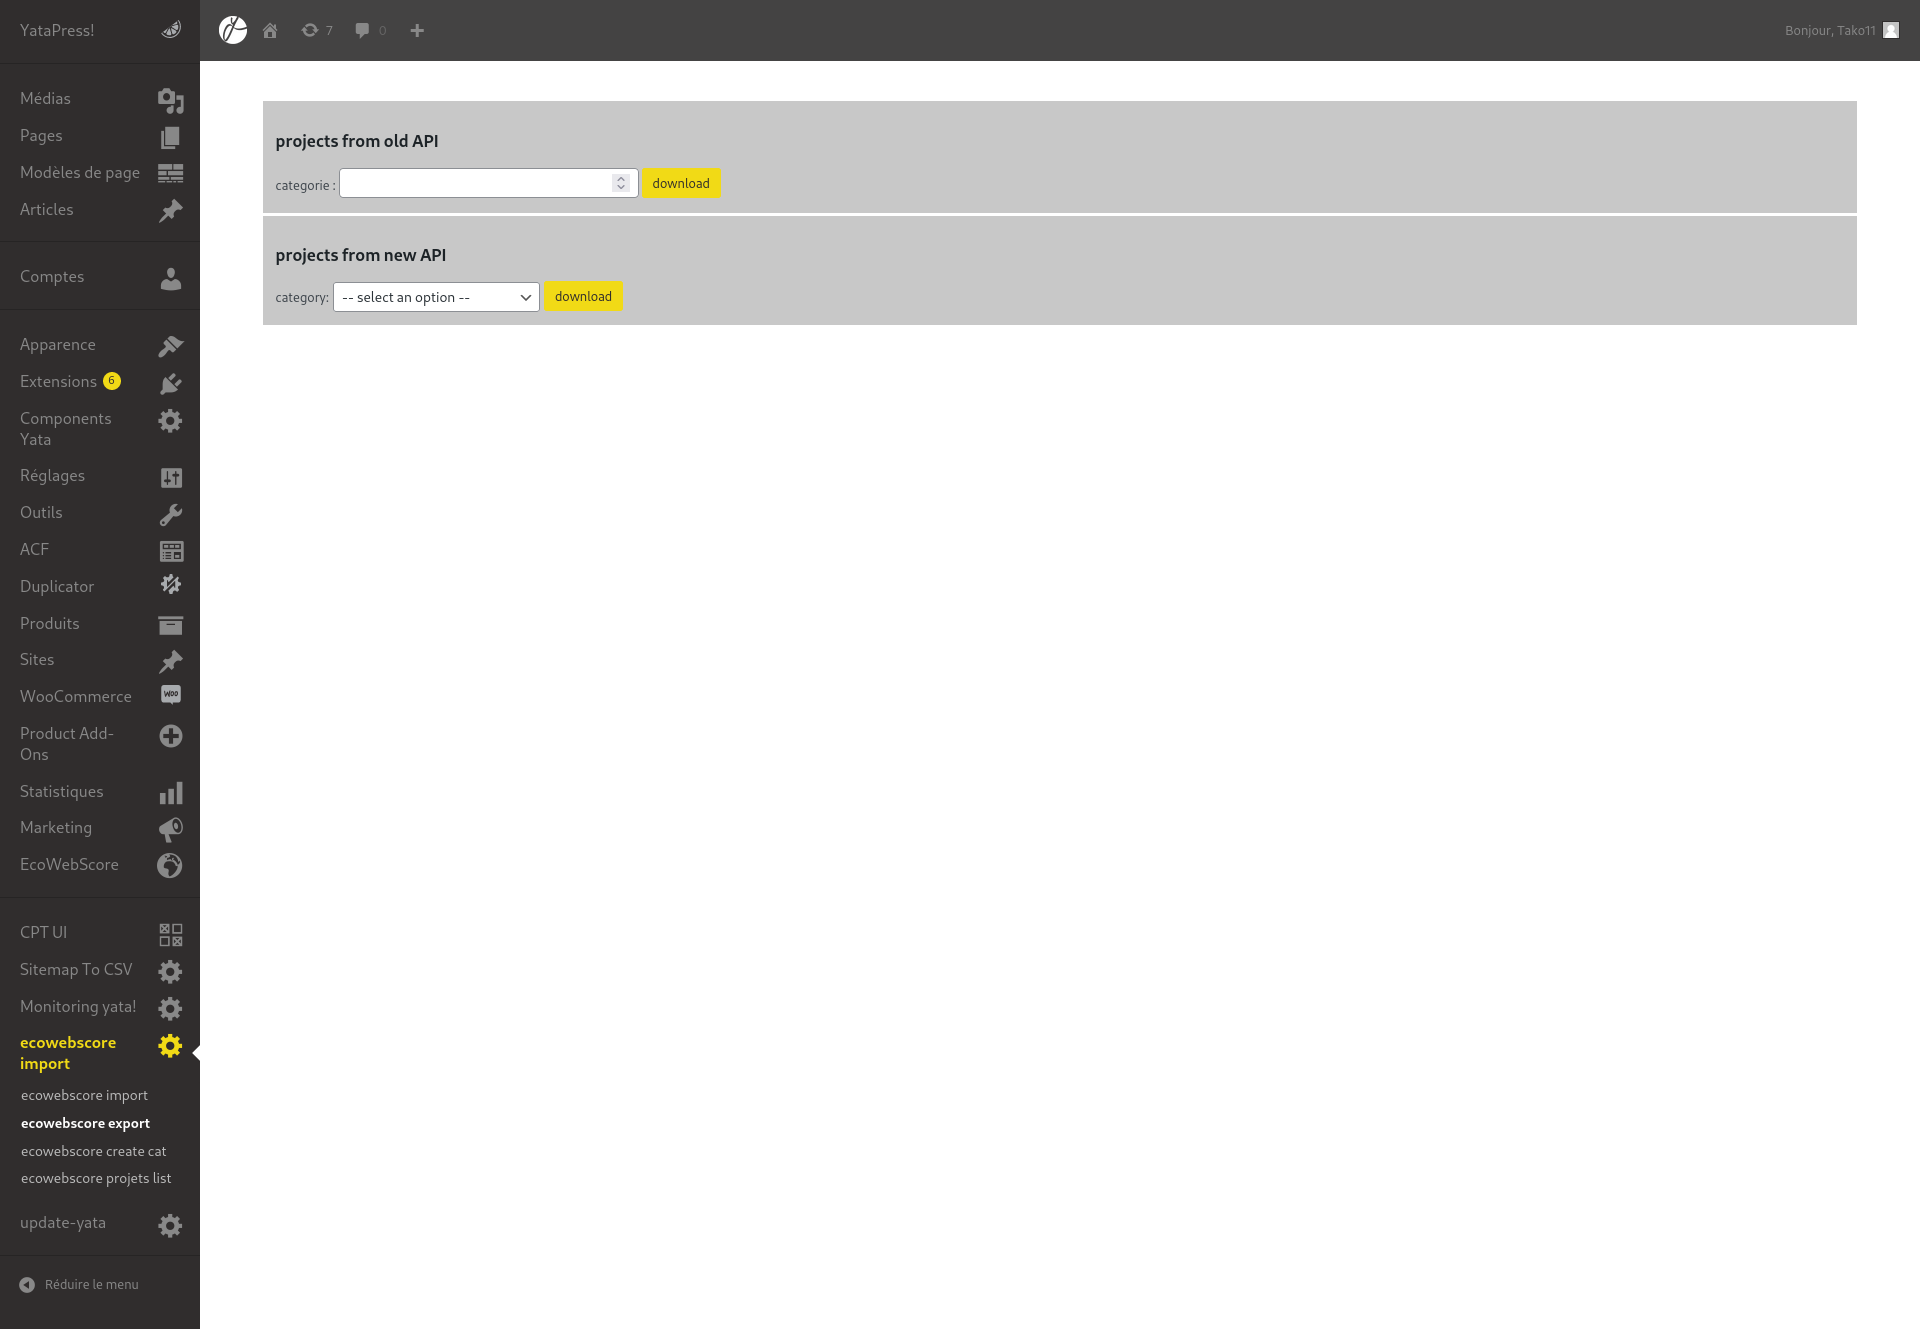 YataPress!
7
0
Bonjour, Tako11
Médias
Pages
Modèles de page
Articles
Comptes
Apparence
Extensions 6
Components
Yata
Réglages
Outils
ACF
Duplicator
Produits
Sites
WooCommerce
Woo
Product Add-
Ons
Statistiques
Marketing
EcoWebScore
CPT UI
Sitemap To CSV
Monitoring yata!
ecowebscore
import
ecowebscore import
ecowebscore export
ecowebscore create cat
ecowebscore projets list
update-yata
Réduire le menu
projects from old API
categorie : download
projects from new API
category: -- select an option -- download